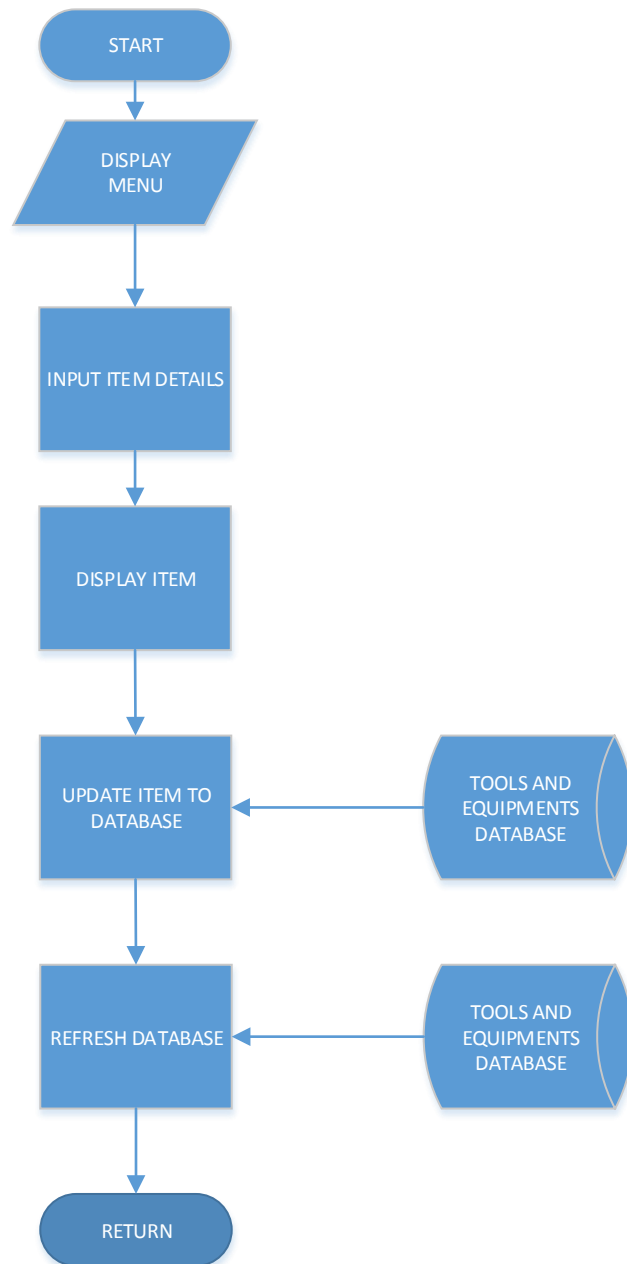 START
DISPLAY
MENU
INPUT ITEM DETAILS
DISPLAY ITEM
UPDATE ITEM TO
DATABASE
TOOLS AND
EQUIPMENTS
DATABASE
REFRESH DATABASE
TOOLS AND
EQUIPMENTS
DATABASE
RETURN